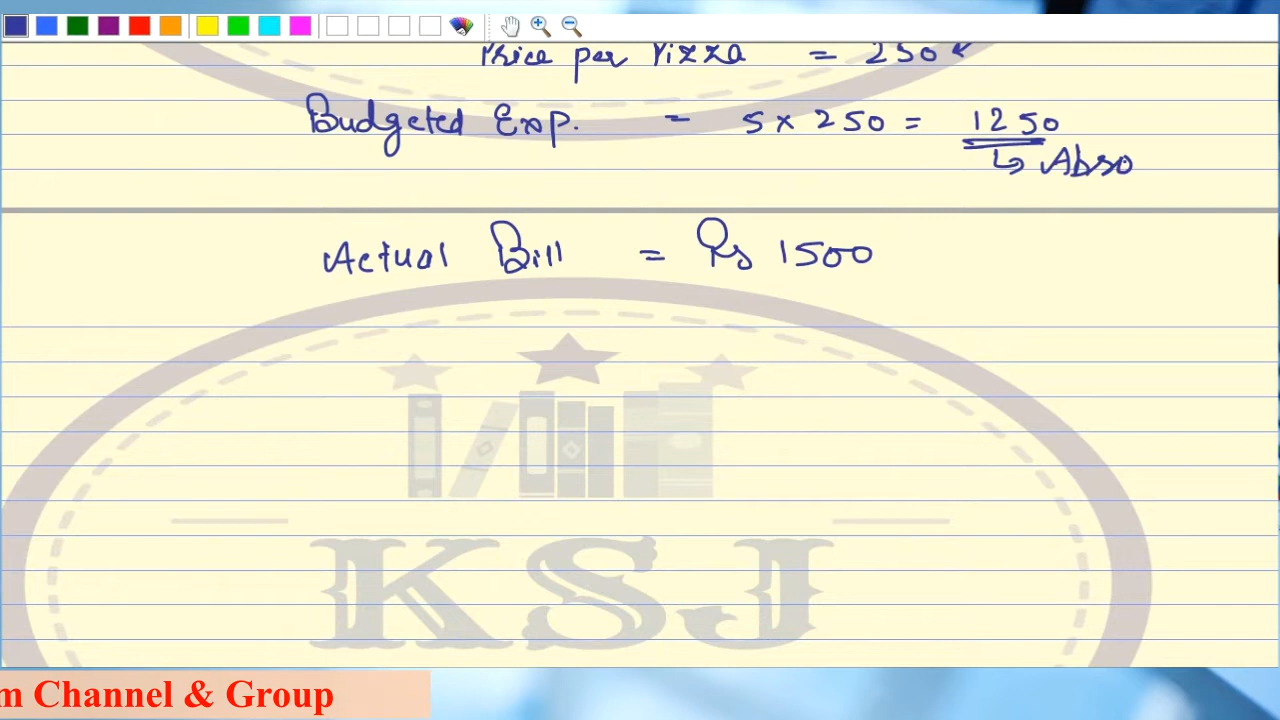 Price per Pizza = 250
Budgeted Exp. = 5 x 250 = 1250
↳ Abso
Actual Bill = Rs 1500
KSJ
m Channel & Group